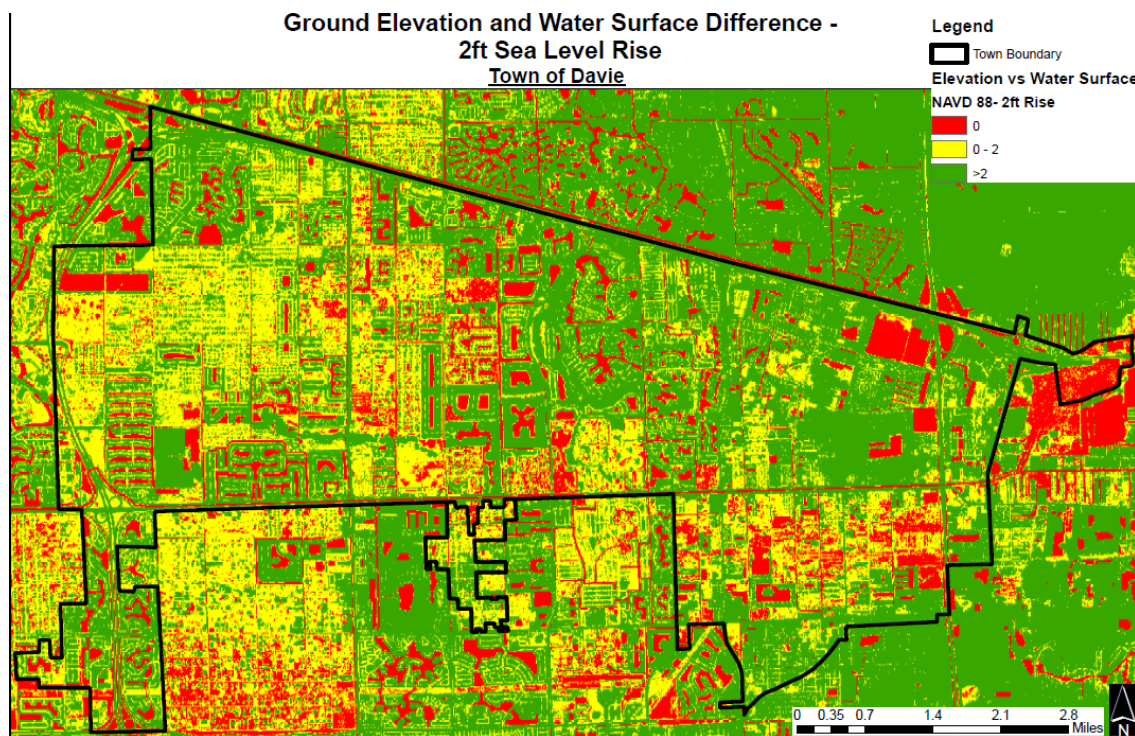 Ground Elevation and Water Surface Difference -
2ft Sea Level Rise
Town of Davie
Legend
Town Boundary
Elevation vs Water Surface
NAVD 88- 2ft Rise
0
0 - 2
>2
0 0.35 0.7 1.4 2.1 2.8
Miles
N